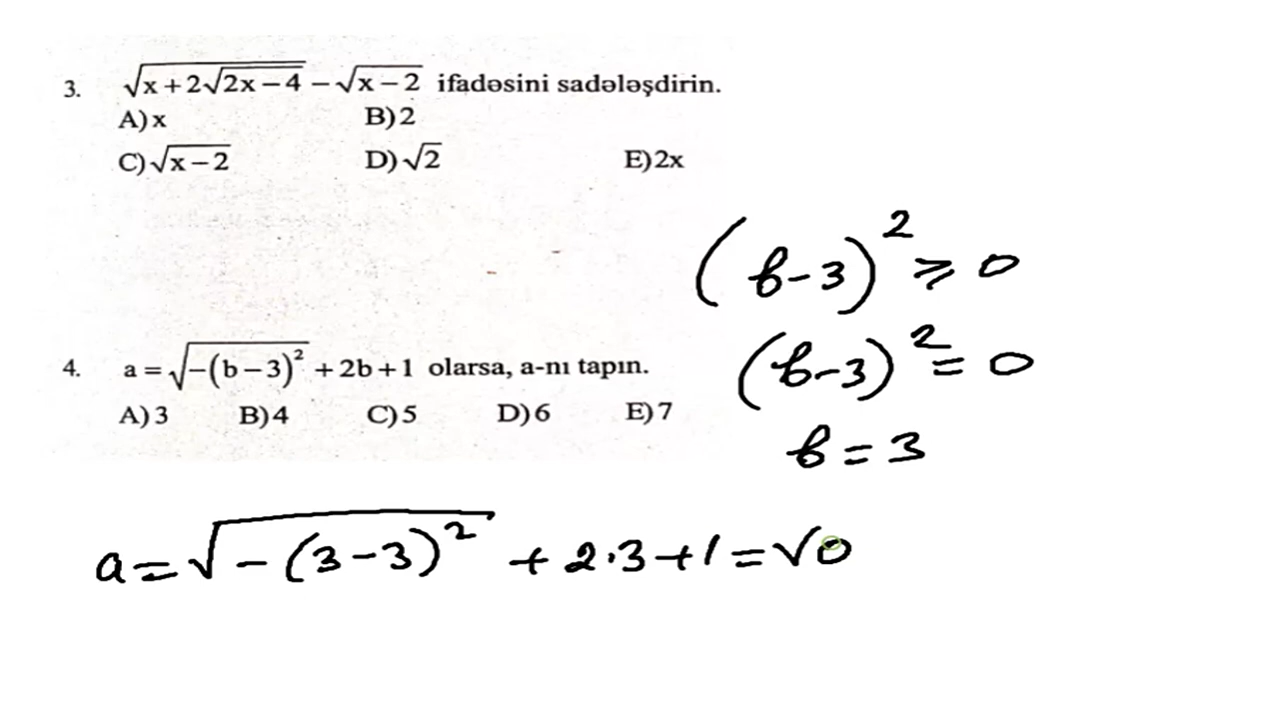 3. √(x+2√(2x−4)) − √(x−2) ifadəsini sadələşdirin.
A) x B) 2
C) √(x−2) D) √2 E) 2x
(b-3)² ≥ 0
4. a = √(−(b−3)²) + 2b + 1 olarsa, a-nı tapın.
(b-3)² = 0
A) 3 B) 4 C) 5 D) 6 E) 7
b = 3
a = √(-(3-3)²) + 2·3+1 = √0